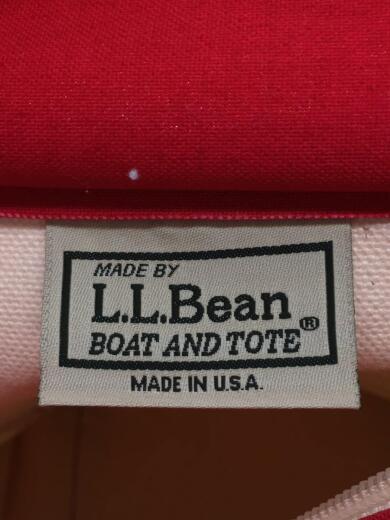 MADE BY
L.L.Bean®
BOAT AND TOTE
MADE IN U.S.A.